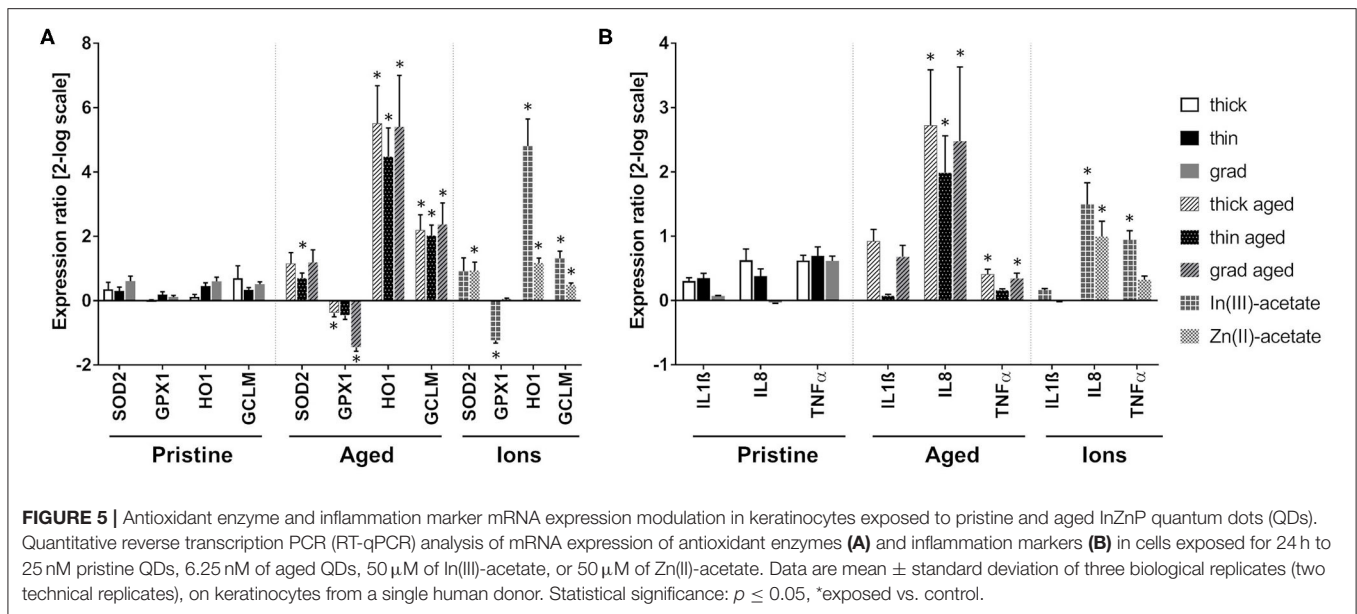 A
Expression ratio [2-log scale]
8
6
4
2
0
-2
* * * * * * * * * * * * * *
SOD2 GPX1 HO1 GCLM SOD2 GPX1 HO1 GCLM SOD2 GPX1 HO1 GCLM
Pristine Aged Ions
B
Expression ratio [2-log scale]
4
3
2
1
0
-1
* * * * * * * *
IL1ß IL8 TNFα IL1ß IL8 TNFα IL1ß IL8 TNFα
Pristine Aged Ions
thick
thin
grad
thick aged
thin aged
grad aged
In(III)-acetate
Zn(II)-acetate
FIGURE 5 | Antioxidant enzyme and inflammation marker mRNA expression modulation in keratinocytes exposed to pristine and aged InZnP quantum dots (QDs).
Quantitative reverse transcription PCR (RT-qPCR) analysis of mRNA expression of antioxidant enzymes (A) and inflammation markers (B) in cells exposed for 24 h to
25 nM pristine QDs, 6.25 nM of aged QDs, 50 μM of In(III)-acetate, or 50 μM of Zn(II)-acetate. Data are mean ± standard deviation of three biological replicates (two
technical replicates), on keratinocytes from a single human donor. Statistical significance: p ≤ 0.05, *exposed vs. control.